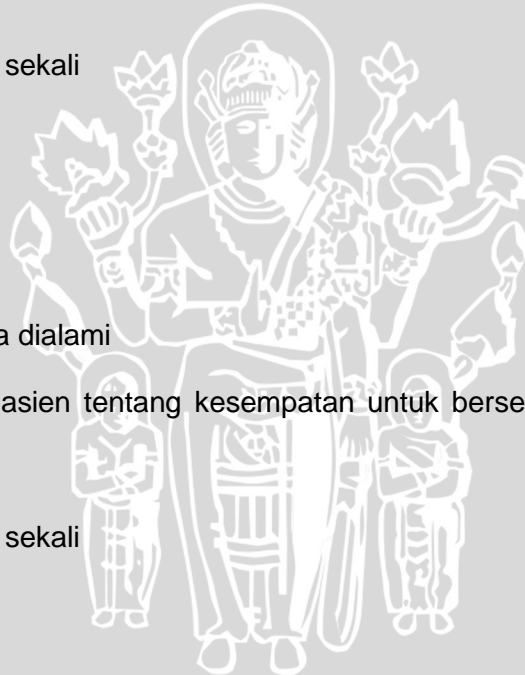 sekali
a dialami
asien tentang kesempatan untuk berse
sekali